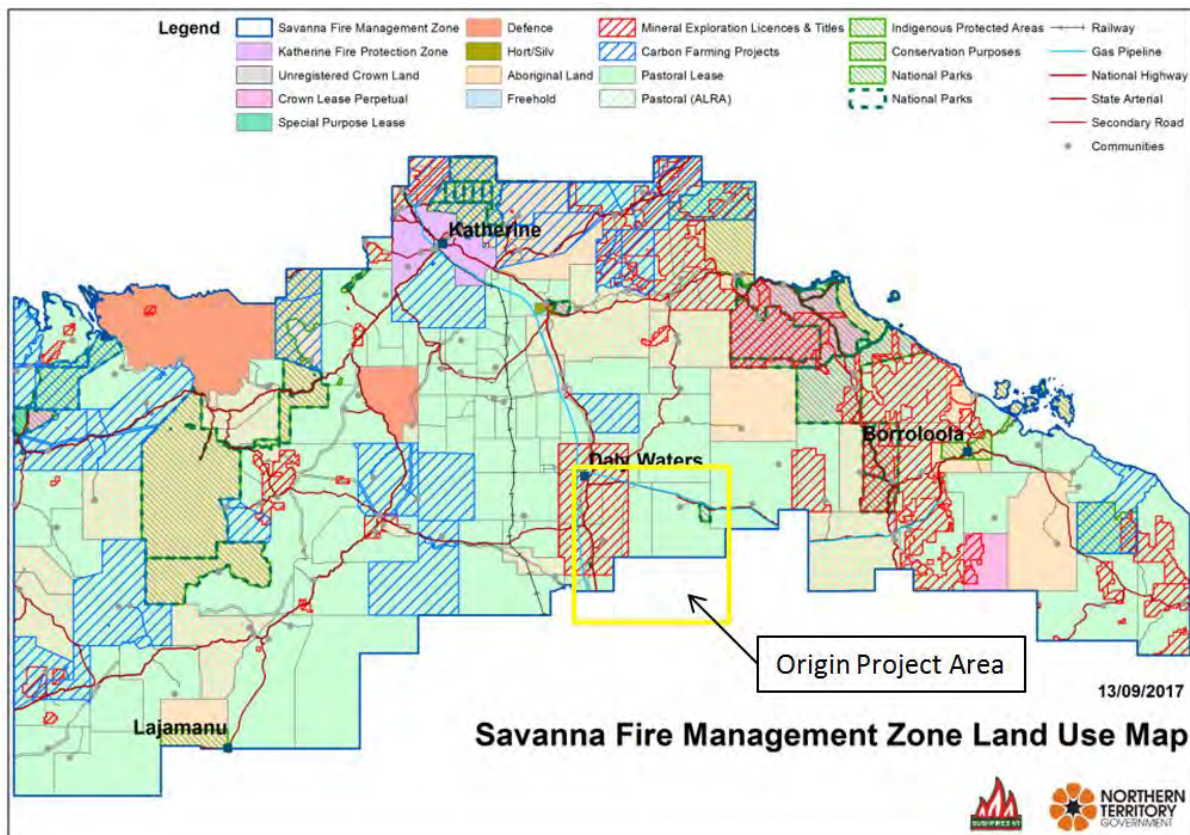 Legend
Savanna Fire Management Zone
Katherine Fire Protection Zone
Unregistered Crown Land
Crown Lease Perpetual
Special Purpose Lease
Defence
Hort/Silv
Aboriginal Land
Freehold
Mineral Exploration Licences & Titles
Carbon Farming Projects
Pastoral Lease
Pastoral (ALRA)
Indigenous Protected Areas
Conservation Purposes
National Parks
National Parks
Railway
Gas Pipeline
National Highway
State Arterial
Secondary Road
Communities
Katherine
Daly Waters
Borroloola
Lajamanu
Origin Project Area
13/09/2017
Savanna Fire Management Zone Land Use Map
BUSHFIRES NT
NORTHERN
TERRITORY
GOVERNMENT